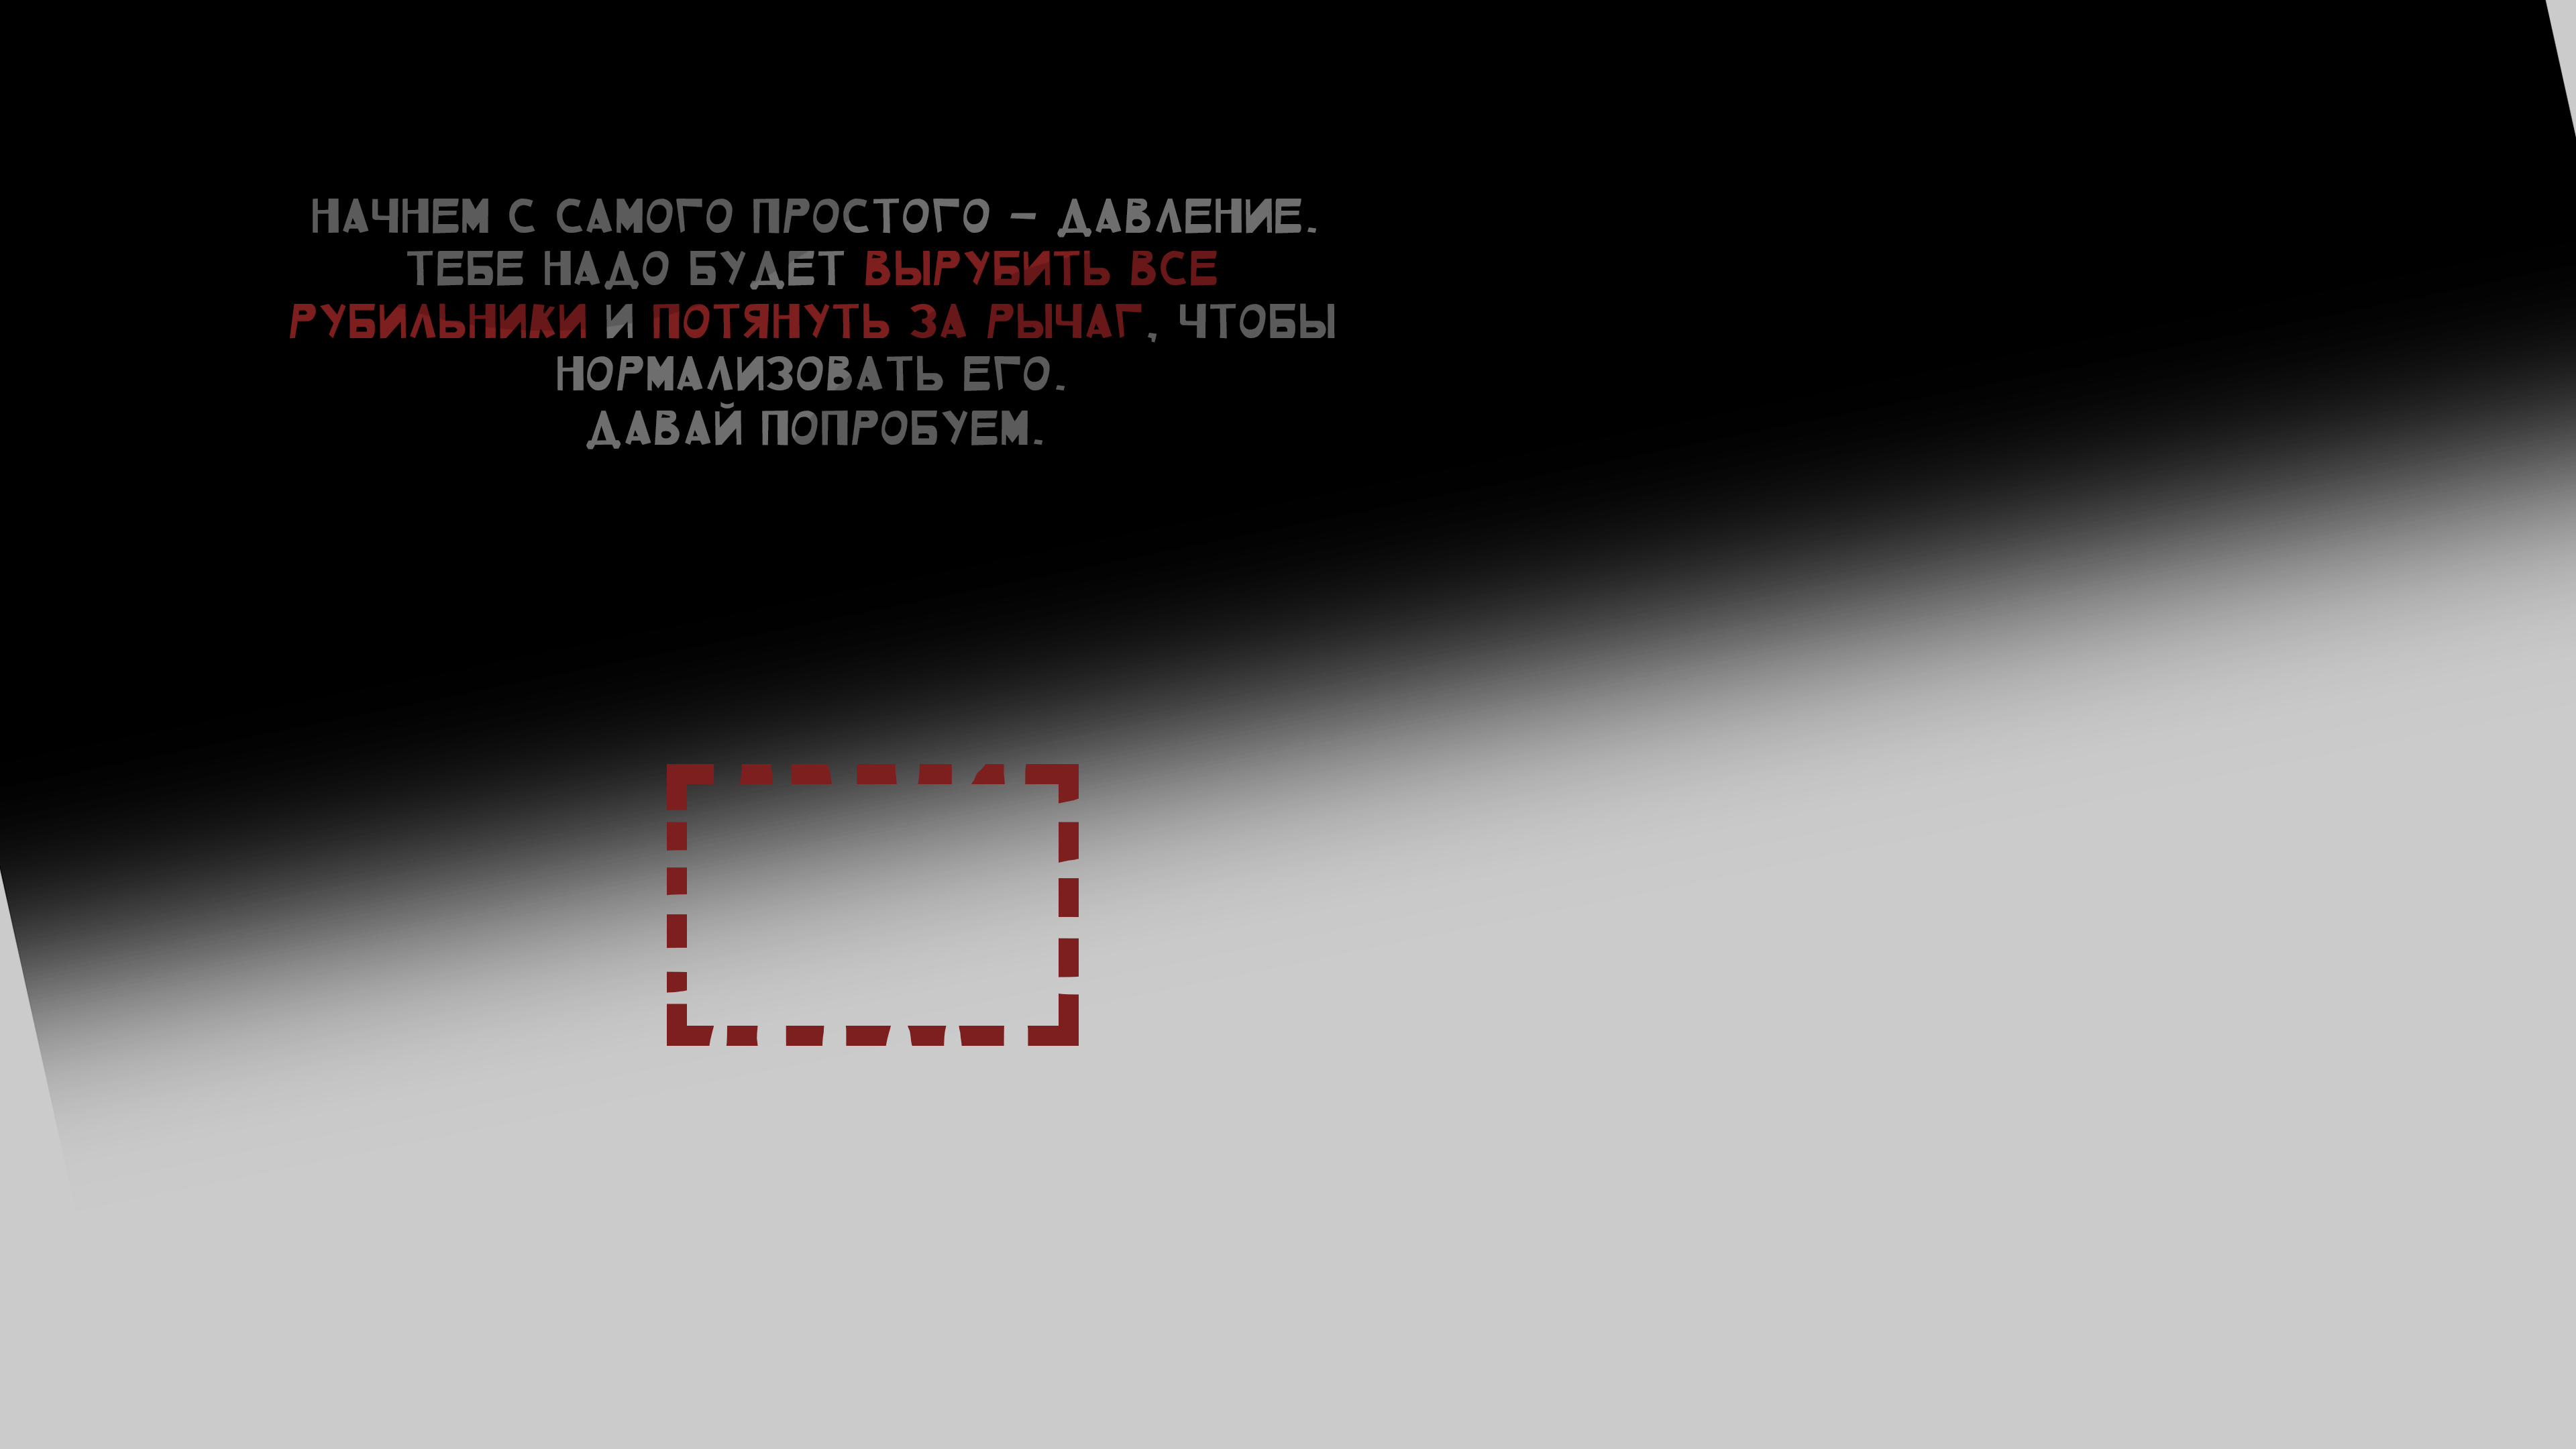 НАЧНЕМ С САМОГО ПРОСТОГО – ДАВЛЕНИЕ.
ТЕБЕ НАДО БУДЕТ ВЫРУБИТЬ ВСЕ
РУБИЛЬНИКИ И ПОТЯНУТЬ ЗА РЫЧАГ, ЧТОБЫ
НОРМАЛИЗОВАТЬ ЕГО.
ДАВАЙ ПОПРОБУЕМ.